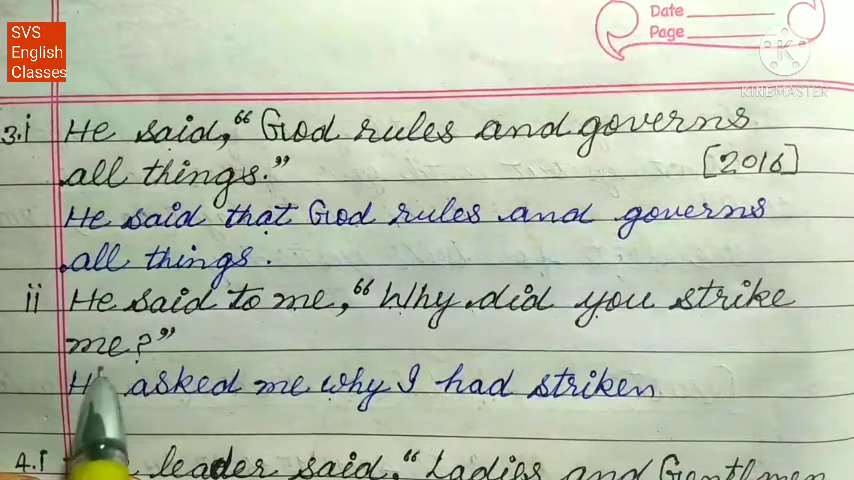 SVS
English
Classes
Date
Page
KINEMASTER
3.i He said, "God rules and governs
all things." [2016]
He said that God rules and governs
all things.
ii He said to me, "Why did you strike
me?"
asked me why I had striken
4.i leader said, "Ladies and Gentlmen